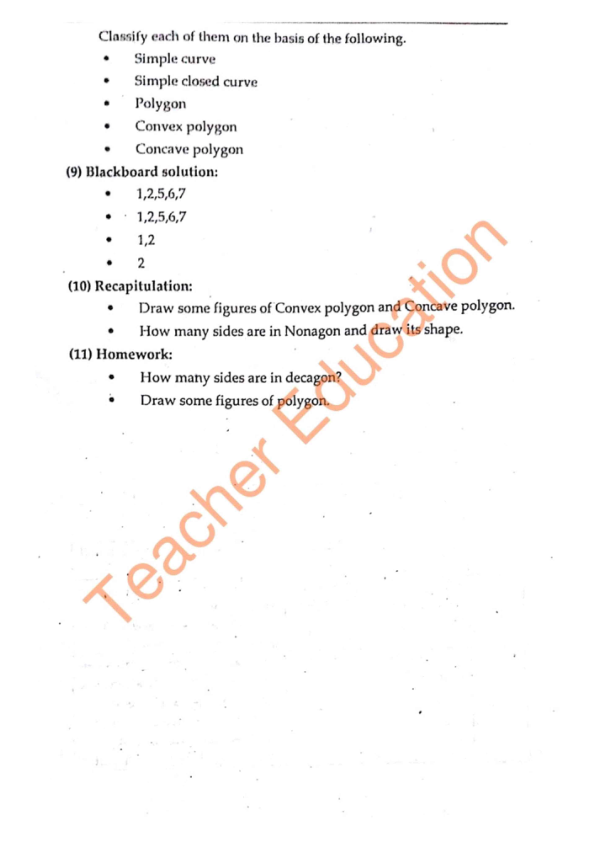 Classify each of them on the basis of the following.
• Simple curve
• Simple closed curve
• Polygon
• Convex polygon
• Concave polygon
(9) Blackboard solution:
• 1,2,5,6,7
• 1,2,5,6,7
• 1,2
• 2
(10) Recapitulation:
• Draw some figures of Convex polygon and Concave polygon.
• How many sides are in Nonagon and draw its shape.
(11) Homework:
• How many sides are in decagon?
• Draw some figures of polygon.
Teacher Education